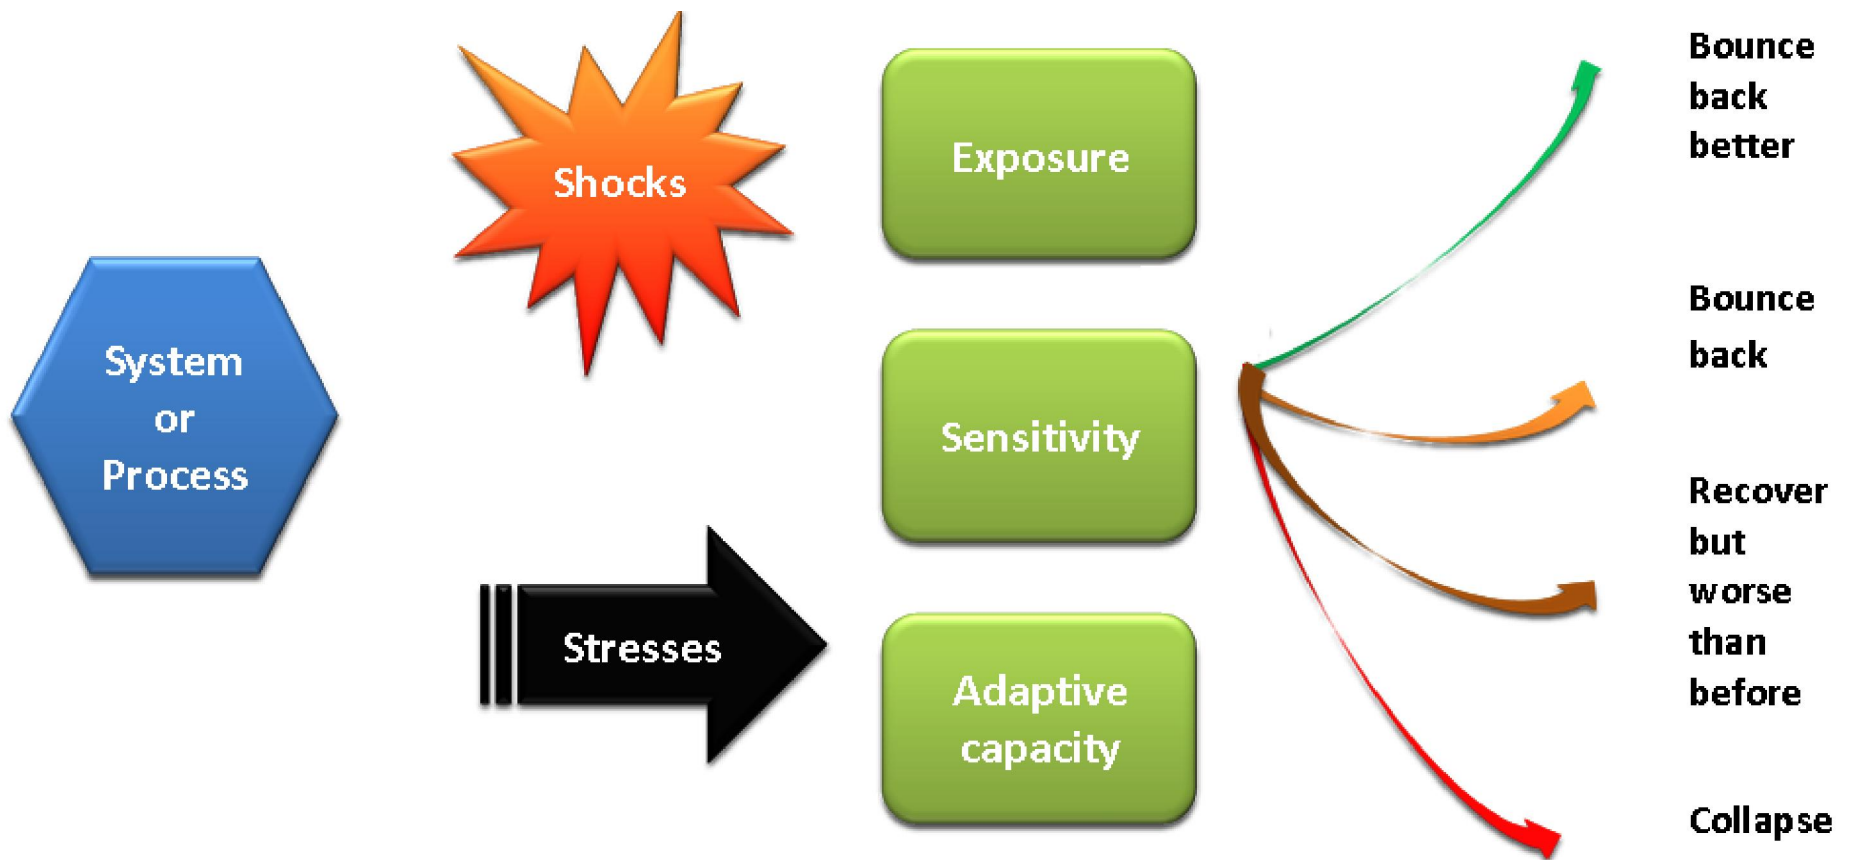 System
or
Process
Shocks
Stresses
Exposure
Sensitivity
Adaptive
capacity
Bounce
back
better
Bounce
back
Recover
but
worse
than
before
Collapse